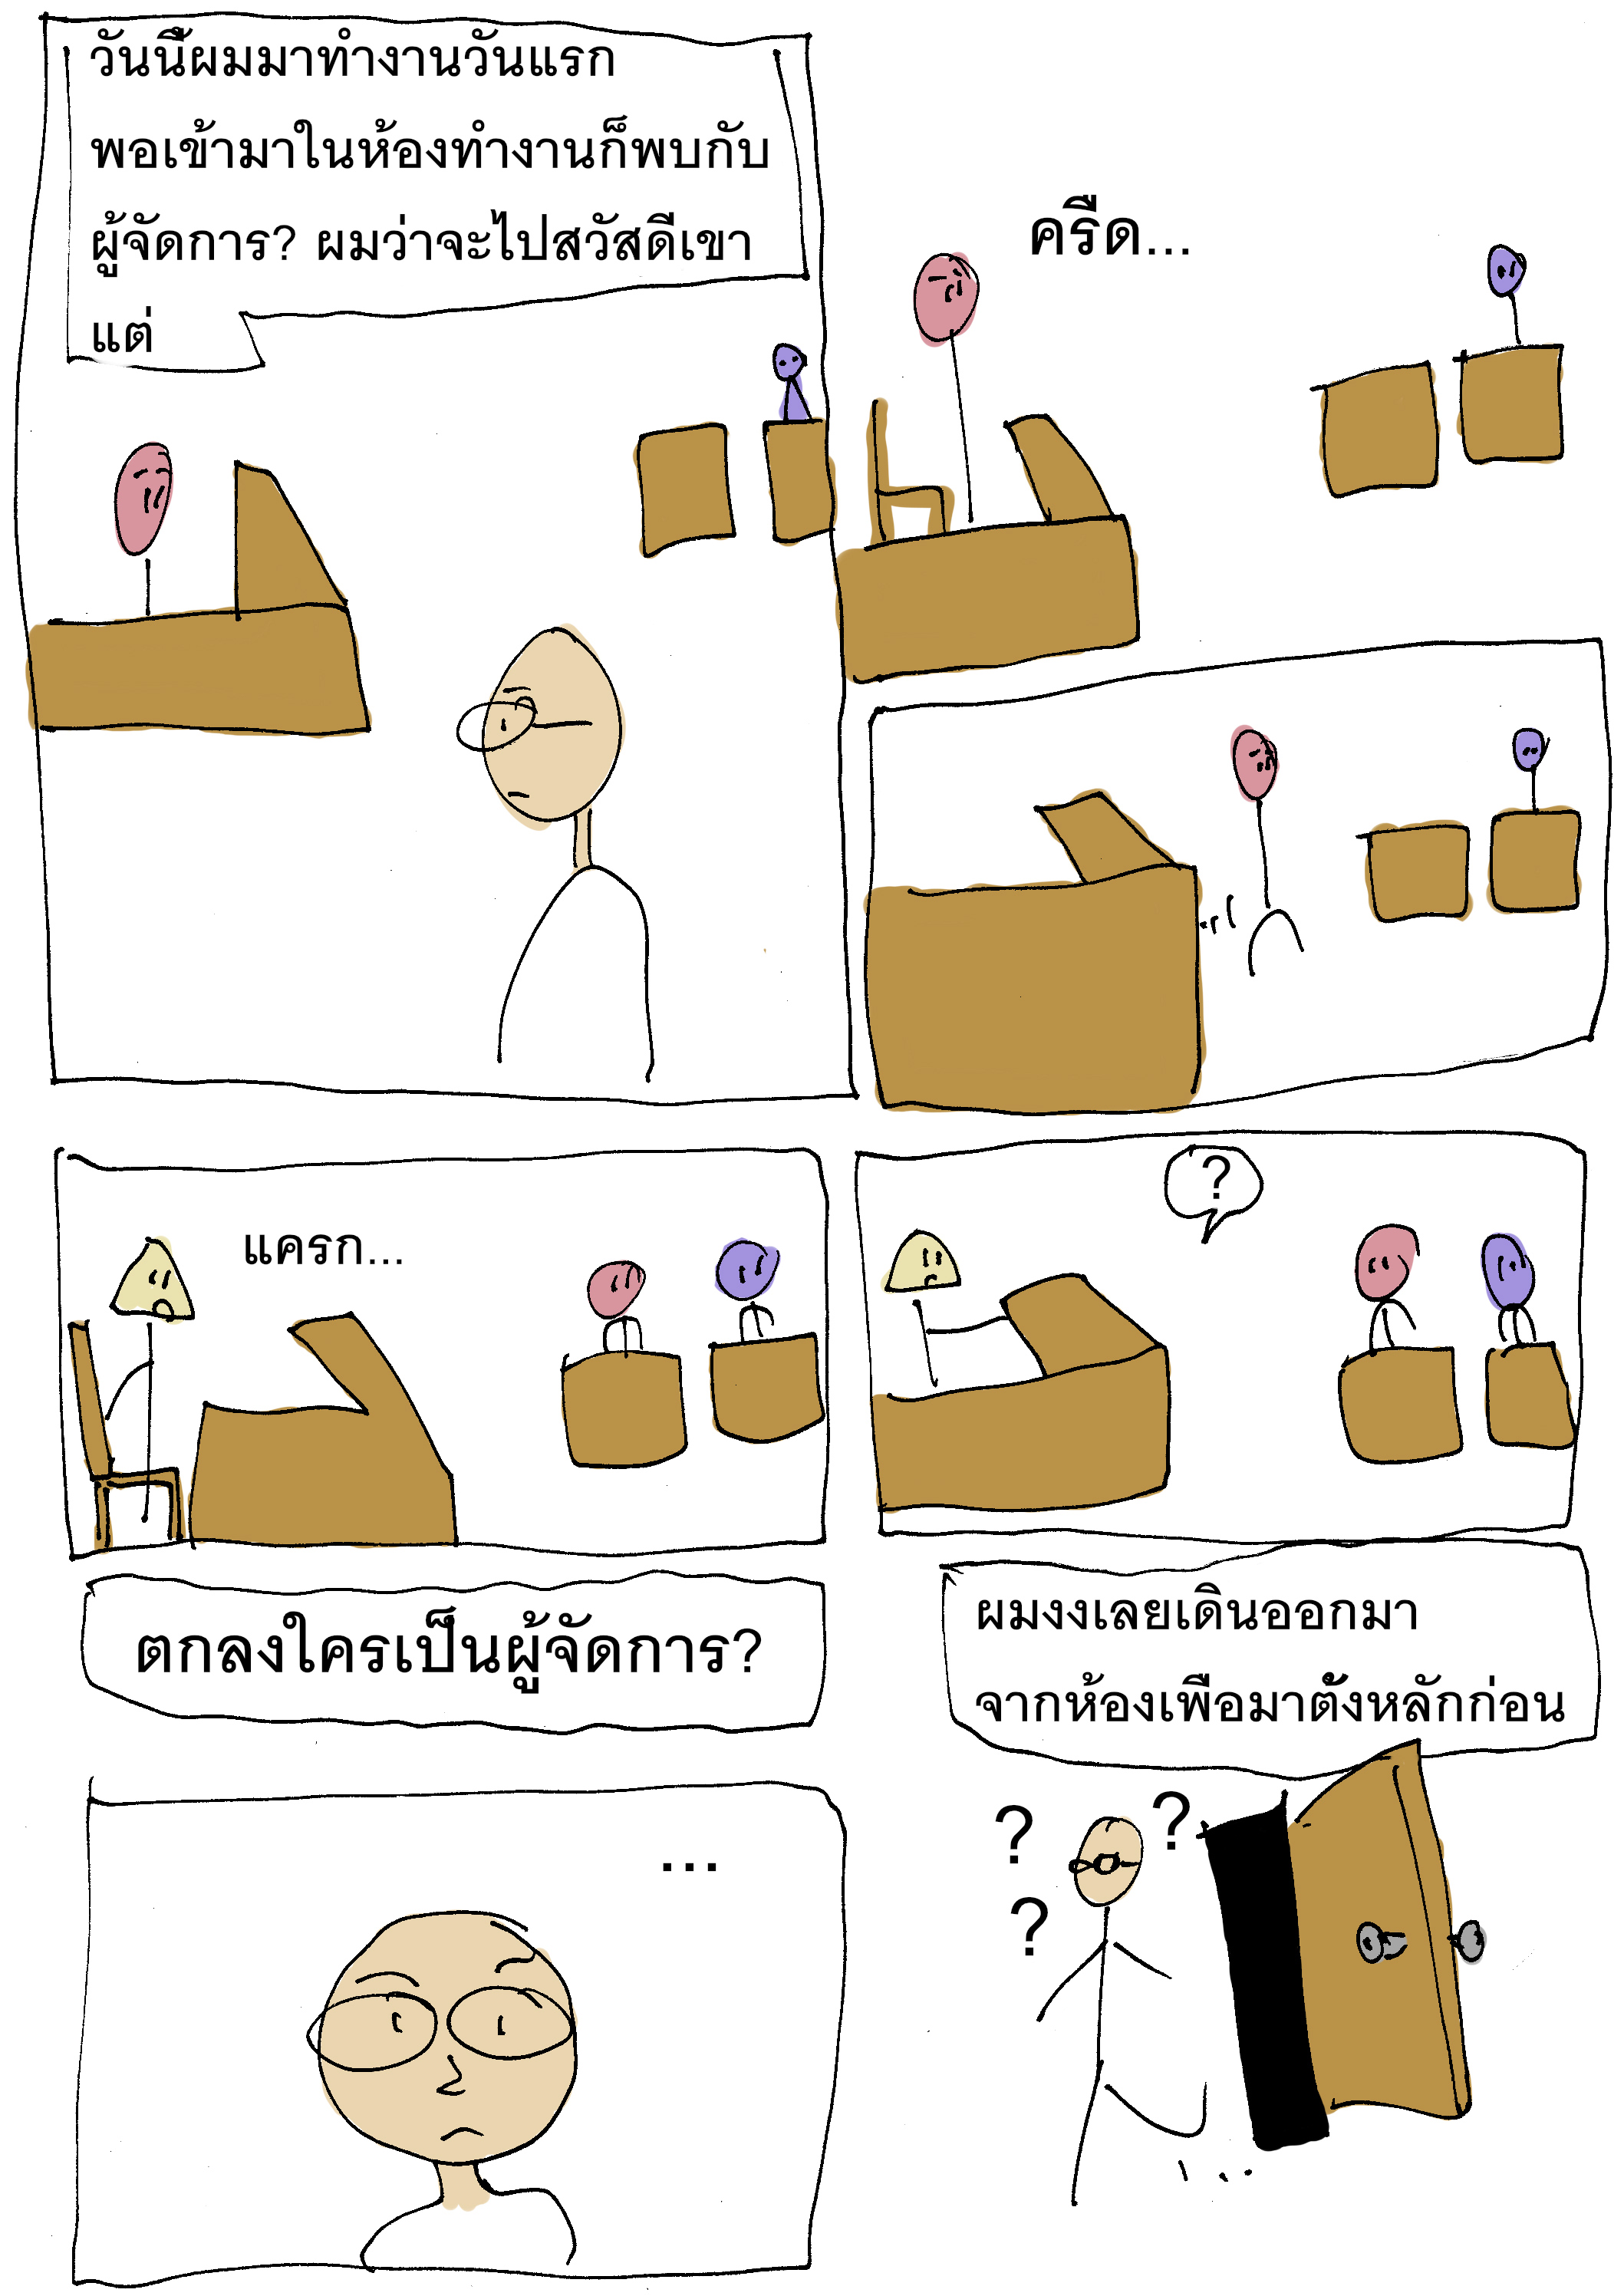 วันนี้ผมมาทำงานวันแรก
พอเข้ามาในห้องทำงานก็พบกับ
ผู้จัดการ? ผมว่าจะไปสวัสดีเขา
แต่
ครืด...
แครก...
?
ตกลงใครเป็นผู้จัดการ?
ผมงงเลยเดินออกมา
จากห้องเพื่อมาตั้งหลักก่อน
...
?
?
?